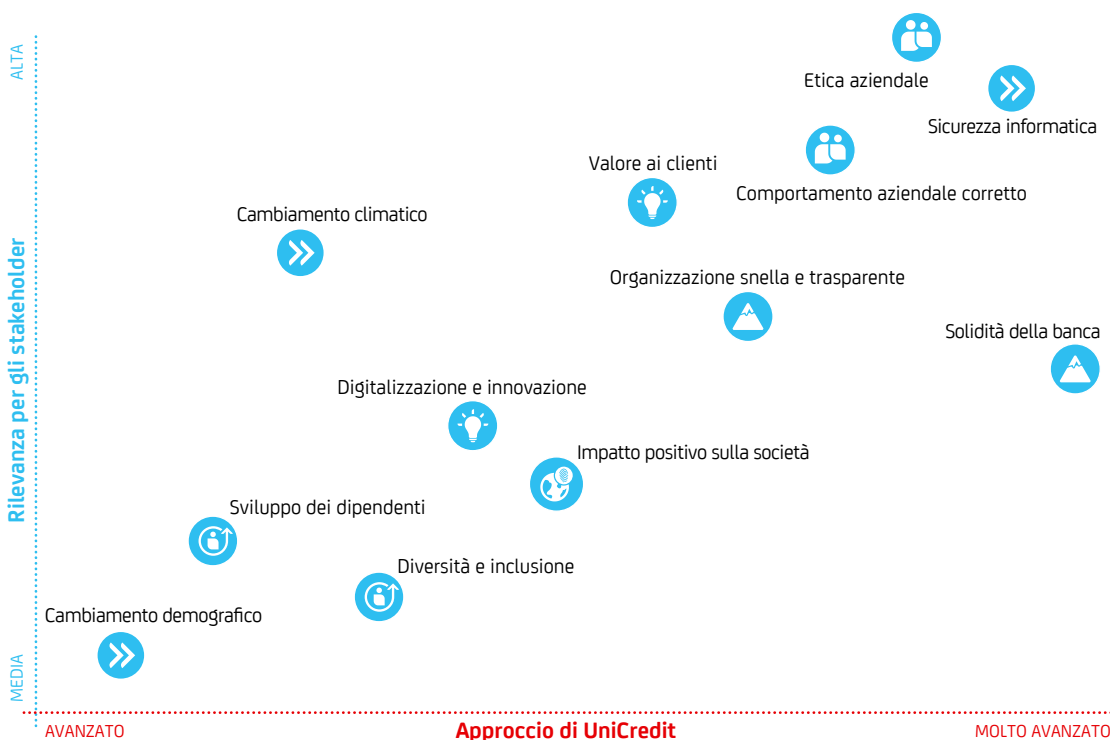 ALTA
Etica aziendale
Sicurezza informatica
Valore ai clienti
Comportamento aziendale corretto
Cambiamento climatico
Organizzazione snella e trasparente
Solidità della banca
Rilevanza per gli stakeholder
Digitalizzazione e innovazione
Impatto positivo sulla società
Sviluppo dei dipendenti
Diversità e inclusione
Cambiamento demografico
MEDIA
AVANZATO
Approccio di UniCredit
MOLTO AVANZATO